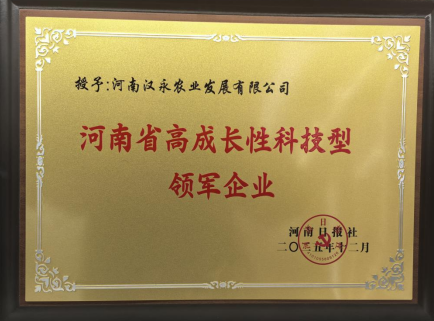 授予:河南汉永农业发展有限公司
河南省高成长性科技型
领军企业
河南日报社
二〇二五年十二月